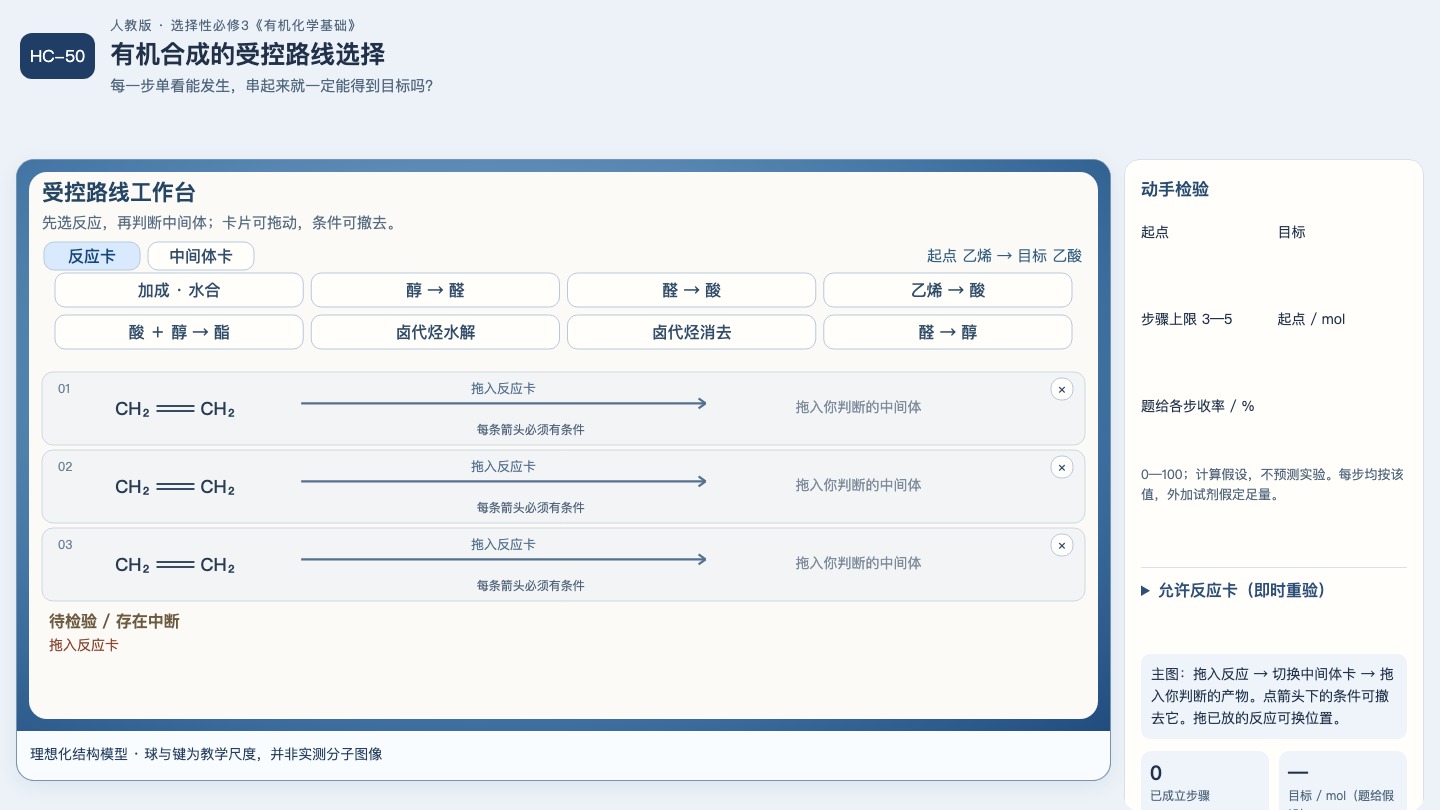 人教版 · 选择性必修3《有机化学基础》
HC–50
有机合成的受控路线选择
每一步单看能发生，串起来就一定能得到目标吗？
受控路线工作台
先选反应，再判断中间体；卡片可拖动，条件可撤去。
反应卡
中间体卡
起点 乙烯 → 目标 乙酸
加成 · 水合
醇 → 醛
醛 → 酸
乙烯 → 酸
酸 ＋ 醇 → 酯
卤代烃水解
卤代烃消去
醛 → 醇
01
拖入反应卡
×
CH₂ ══ CH₂
拖入你判断的中间体
每条箭头必须有条件
02
拖入反应卡
×
CH₂ ══ CH₂
拖入你判断的中间体
每条箭头必须有条件
03
拖入反应卡
×
CH₂ ══ CH₂
拖入你判断的中间体
每条箭头必须有条件
待检验 / 存在中断
拖入反应卡
理想化结构模型 · 球与键为教学尺度，并非实测分子图像
动手检验
起点
目标
步骤上限 3—5
起点 / mol
题给各步收率 / %
0—100；计算假设，不预测实验。每步均按该
值，外加试剂假定足量。
▶ 允许反应卡（即时重验）
主图：拖入反应 → 切换中间体卡 → 拖
入你判断的产物。点箭头下的条件可撤
去它。拖已放的反应可换位置。
0
已成立步骤
—
目标 / mol（题给假